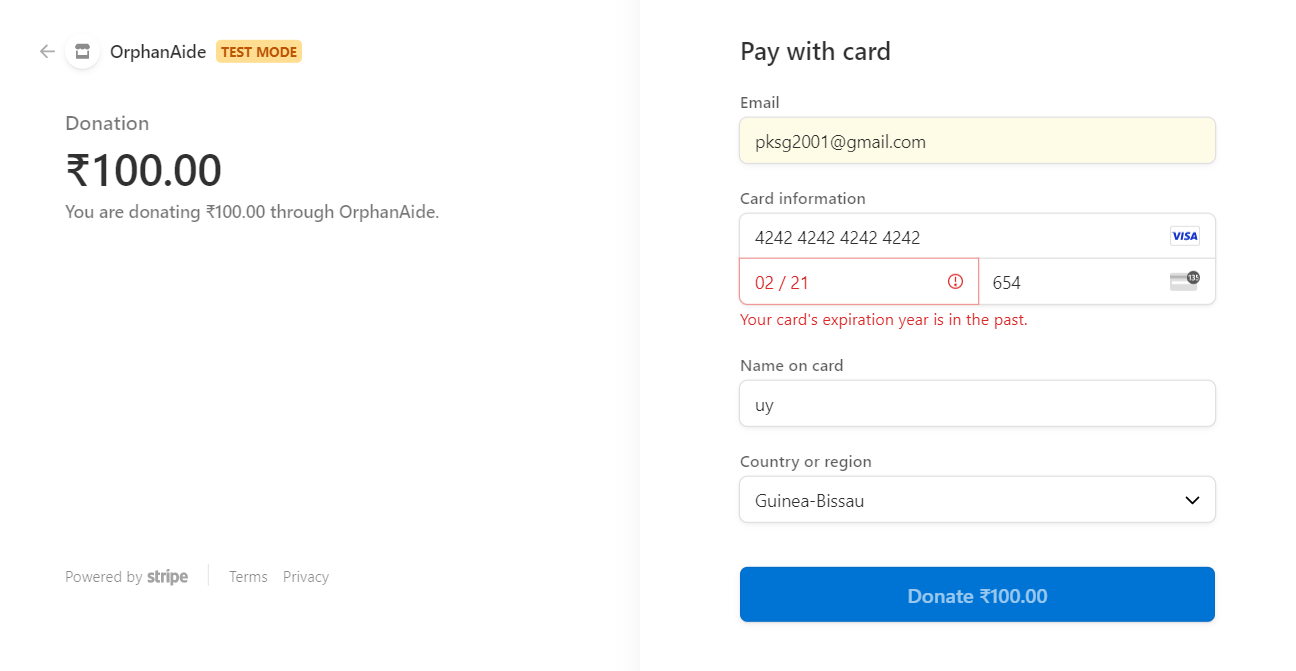 OrphanAide TEST MODE
Donation
₹100.00
You are donating ₹100.00 through OrphanAide.
Powered by stripe Terms Privacy
Pay with card
Email
pksg2001@gmail.com
Card information
4242 4242 4242 4242 VISA
02 / 21 654 135
Your card's expiration year is in the past.
Name on card
uy
Country or region
Guinea-Bissau
Donate ₹100.00